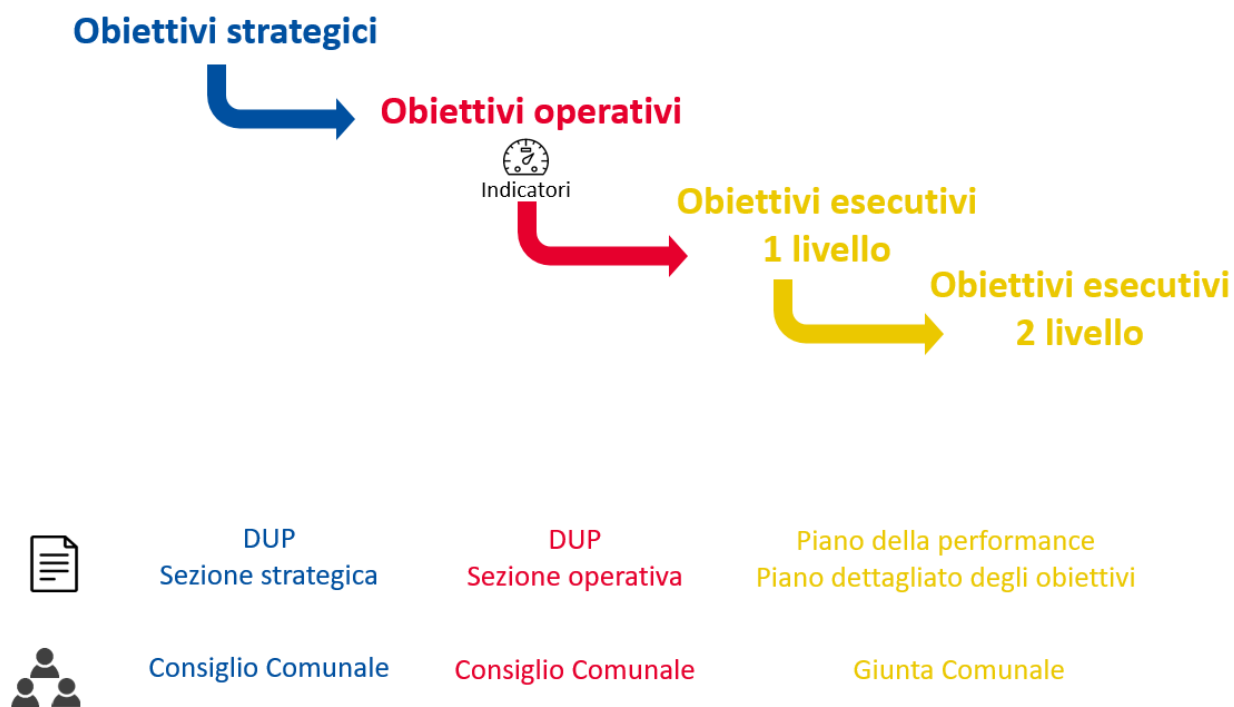 Obiettivi strategici
Obiettivi operativi
Indicatori
Obiettivi esecutivi
1 livello
Obiettivi esecutivi
2 livello
DUP
Sezione strategica
DUP
Sezione operativa
Piano della performance
Piano dettagliato degli obiettivi
Consiglio Comunale
Consiglio Comunale
Giunta Comunale